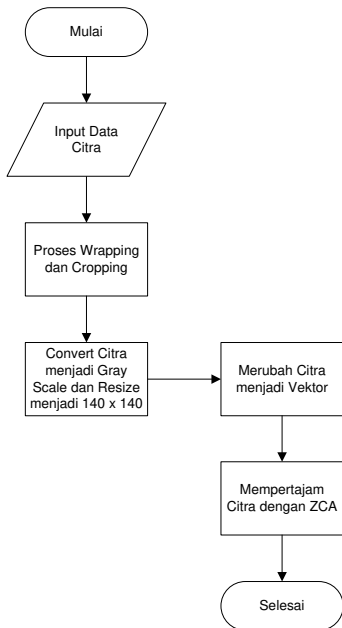 Mulai
Input Data
Citra
Proses Wrapping
dan Cropping
Convert Citra
menjadi Gray
Scale dan Resize
menjadi 140 x 140
Merubah Citra
menjadi Vektor
Mempertajam
Citra dengan ZCA
Selesai